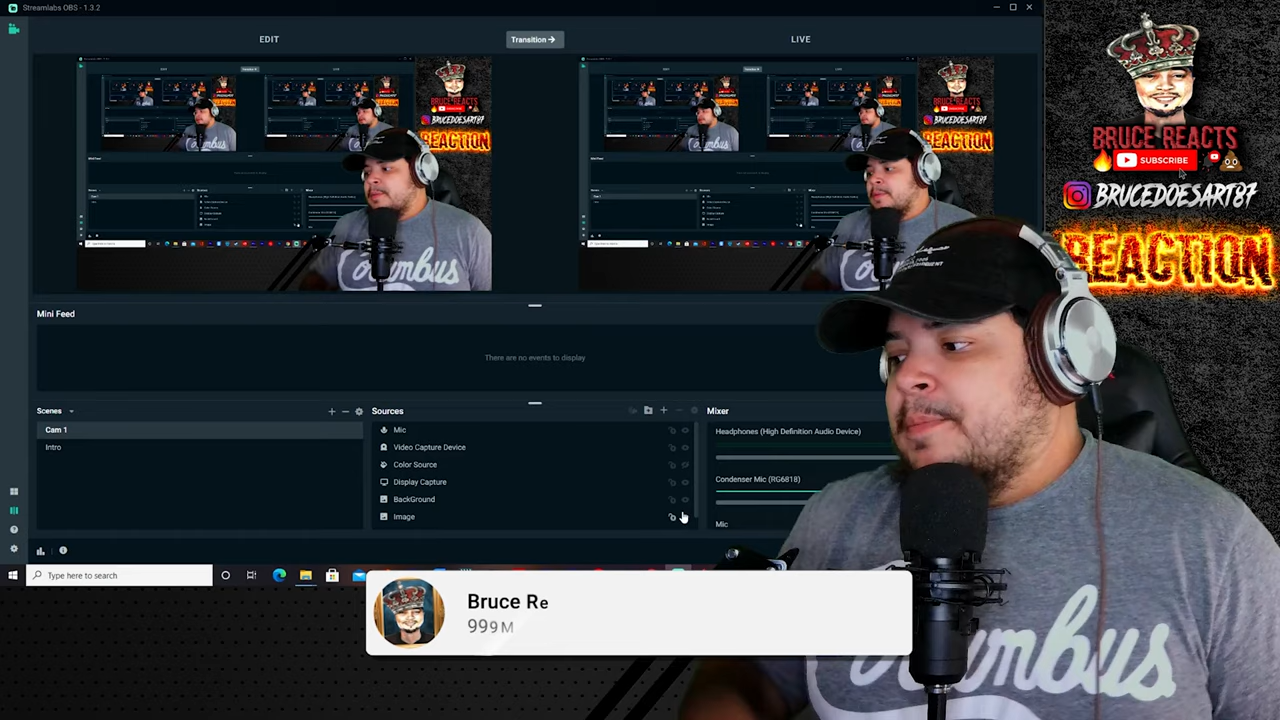 Streamlabs OBS - 1.3.2
EDIT
Transition
LIVE
BRUCE REACTS
SUBSCRIBE
BRUCEDOESART87
REACTION
Mini Feed
There are no events to display
Scenes
Cam 1
Intro
Sources
Mic
Video Capture Device
Color Source
Display Capture
BackGround
Image
Mixer
Headphones (High Definition Audio Device)
Condenser Mic (RG6818)
Mic
Type here to search
Bruce Re
999M